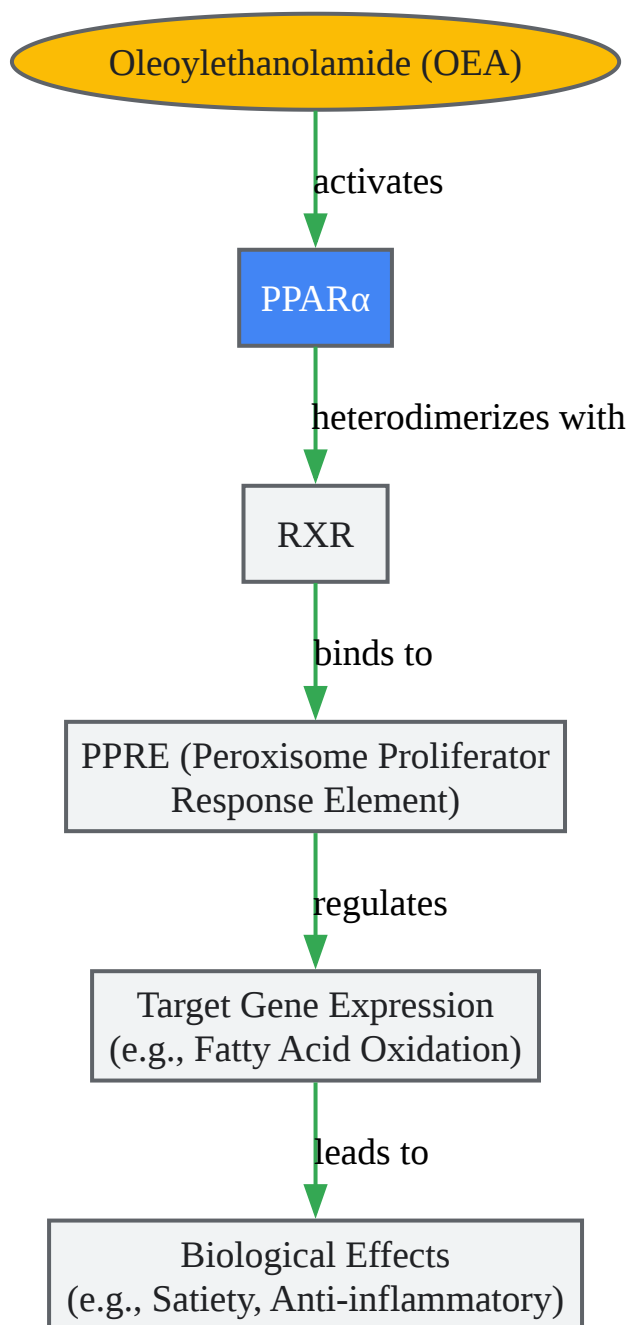 Oleoylethanolamide (OEA)
activates
PPARα
heterodimerizes with
RXR
binds to
PPRE (Peroxisome Proliferator
Response Element)
regulates
Target Gene Expression
(e.g., Fatty Acid Oxidation)
leads to
Biological Effects
(e.g., Satiety, Anti-inflammatory)